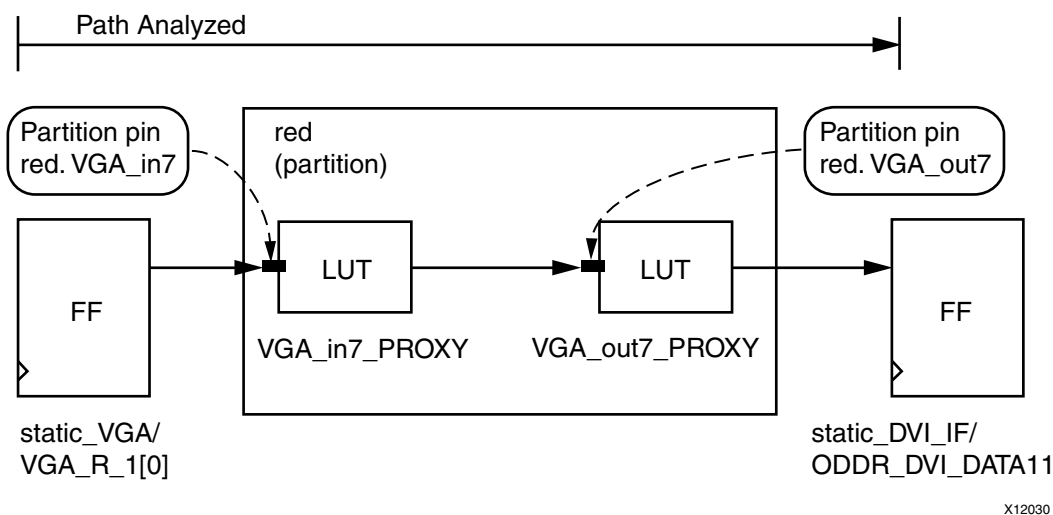 Path Analyzed
Partition pin
red. VGA_in7
red
(partition)
Partition pin
red. VGA_out7
FF
LUT
LUT
FF
VGA_in7_PROXY
VGA_out7_PROXY
static_VGA/
VGA_R_1[0]
static_DVI_IF/
ODDR_DVI_DATA11
X12030